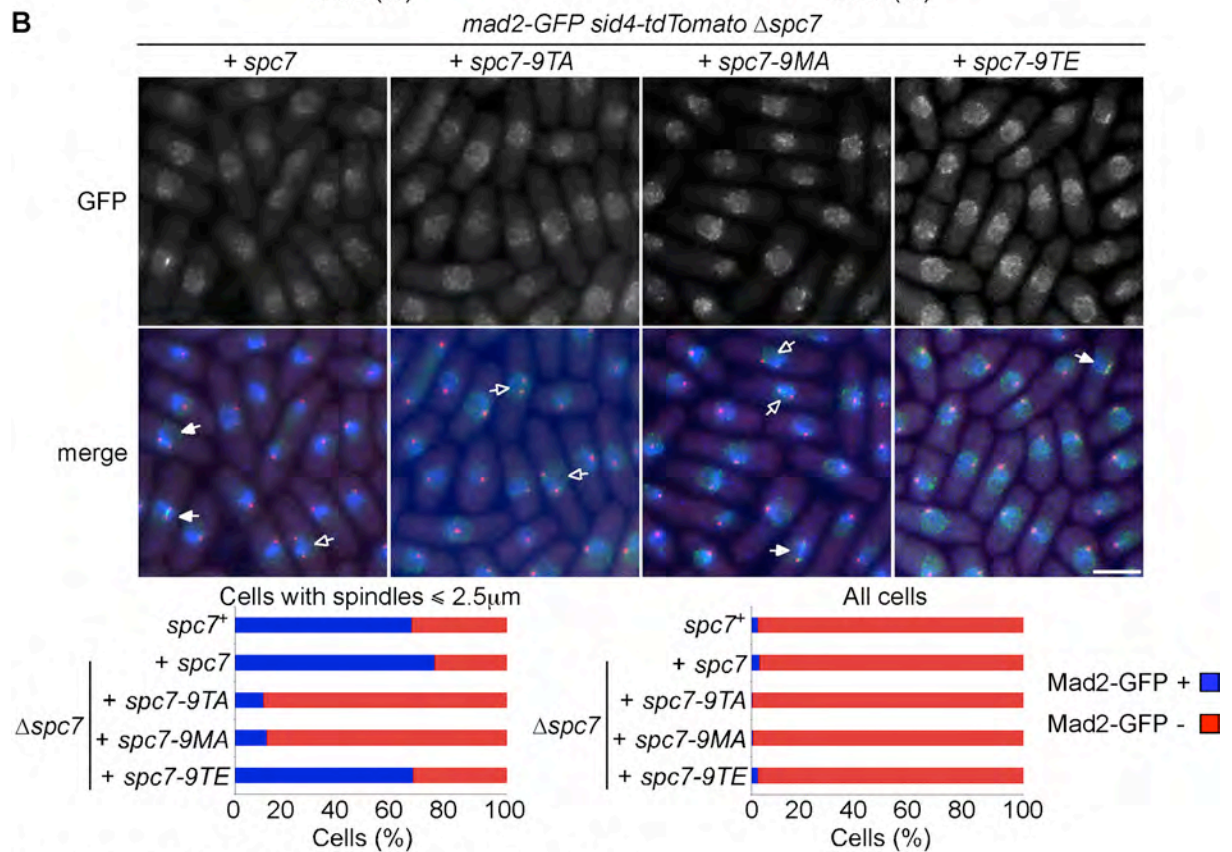 B
mad2-GFP sid4-tdTomato Δspc7
+ spc7
+ spc7-9TA
+ spc7-9MA
+ spc7-9TE
GFP
merge
Cells with spindles ⩽ 2.5μm
spc7⁺
+ spc7
+ spc7-9TA
+ spc7-9MA
+ spc7-9TE
Δspc7
0 20 40 60 80 100
Cells (%)
All cells
spc7⁺
+ spc7
+ spc7-9TA
+ spc7-9MA
+ spc7-9TE
Δspc7
0 20 40 60 80 100
Cells (%)
Mad2-GFP +
Mad2-GFP -